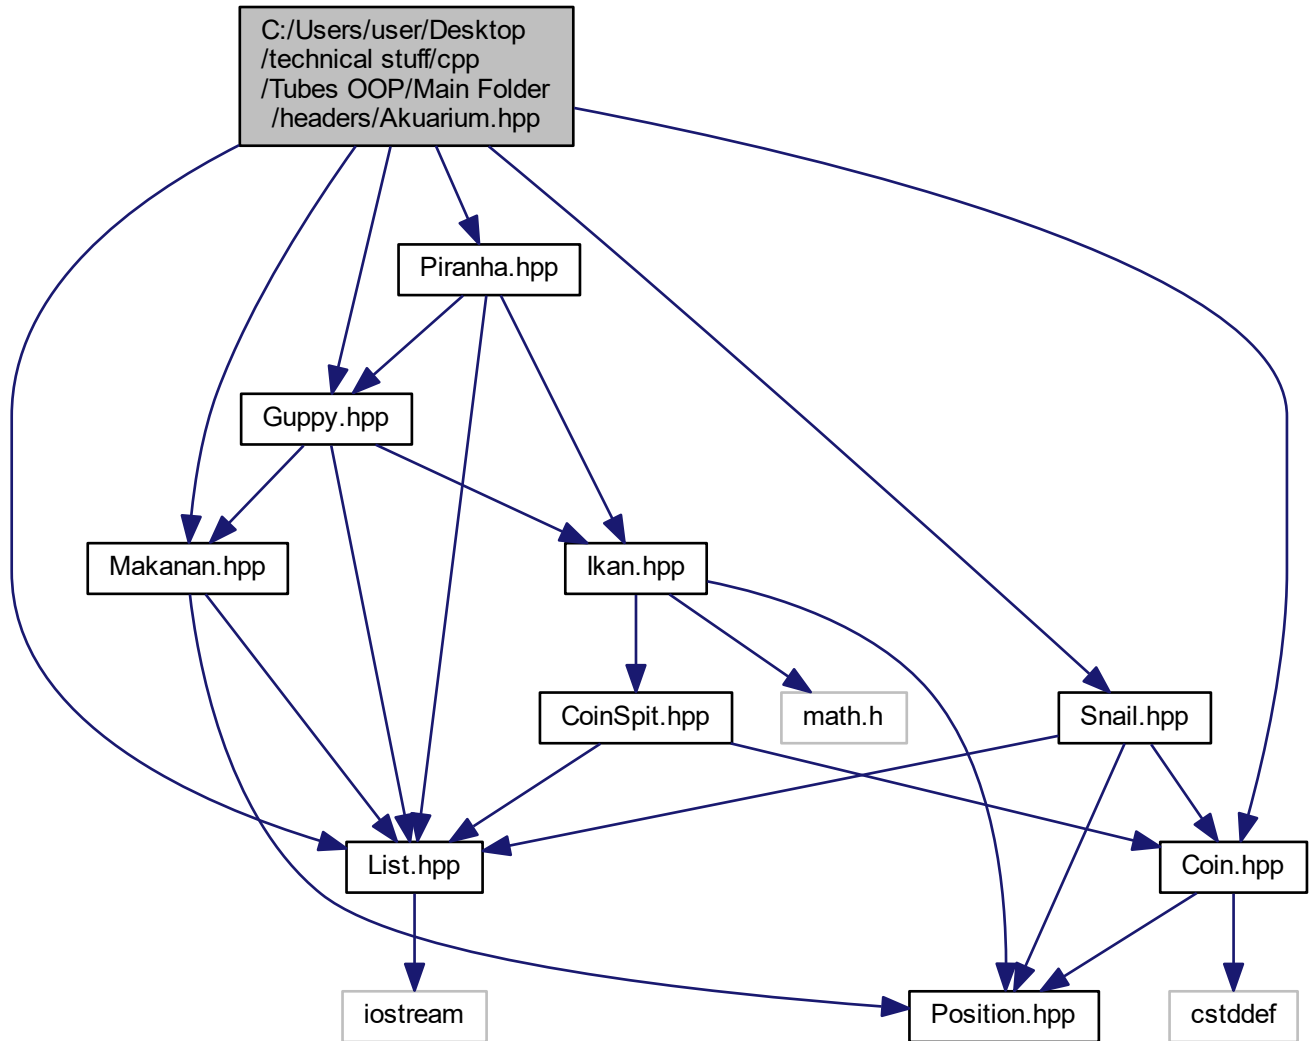 C:/Users/user/Desktop
/technical stuff/cpp
/Tubes OOP/Main Folder
/headers/Akuarium.hpp
Piranha.hpp
Guppy.hpp
Makanan.hpp
Ikan.hpp
CoinSpit.hpp
math.h
Snail.hpp
List.hpp
Coin.hpp
iostream
Position.hpp
cstddef